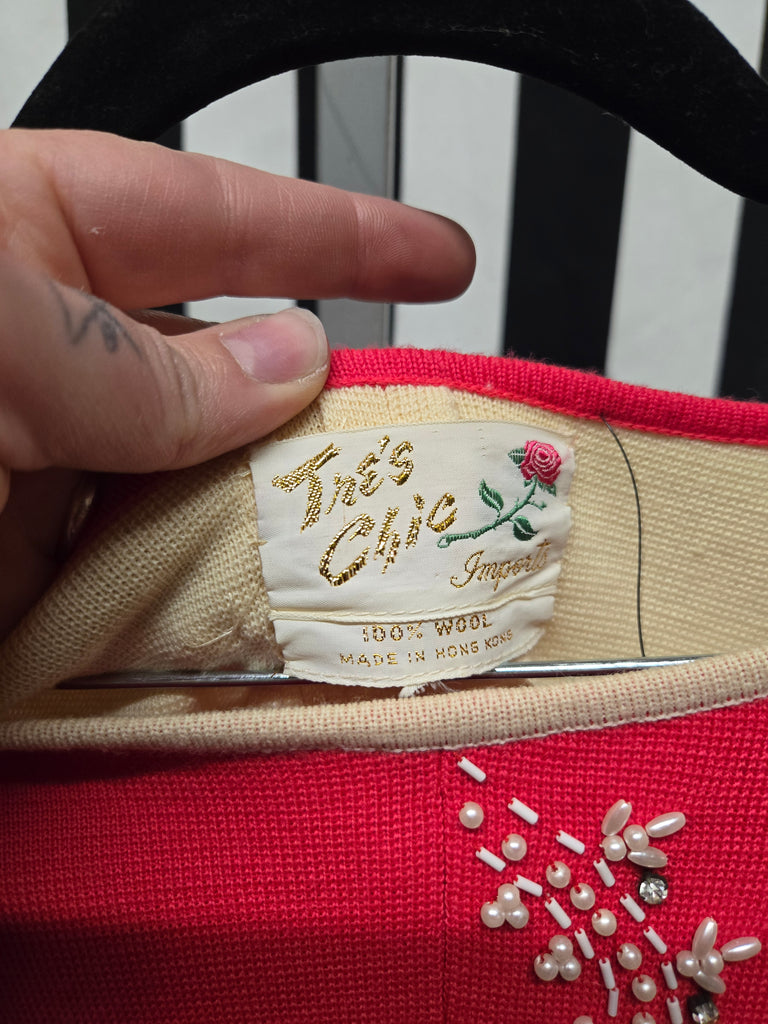 Tre's
Chic
Imports
100% WOOL
MADE IN HONG KONG